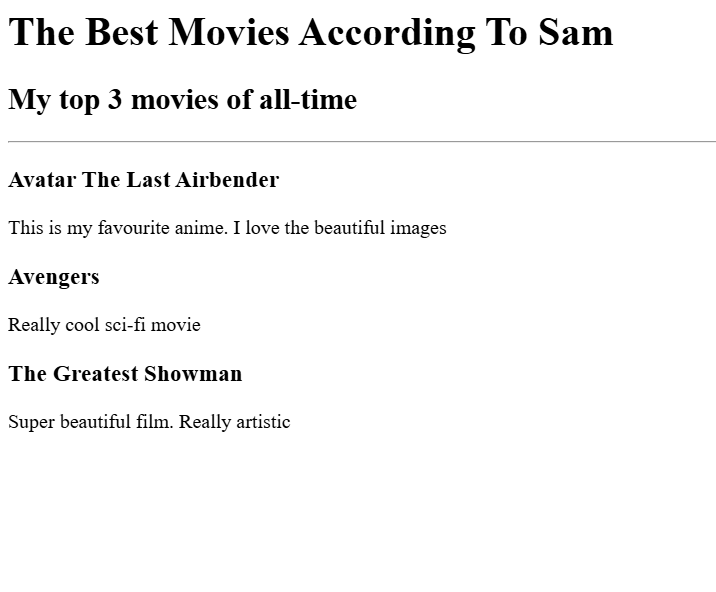 The Best Movies According To Sam
My top 3 movies of all-time
Avatar The Last Airbender
This is my favourite anime. I love the beautiful images
Avengers
Really cool sci-fi movie
The Greatest Showman
Super beautiful film. Really artistic